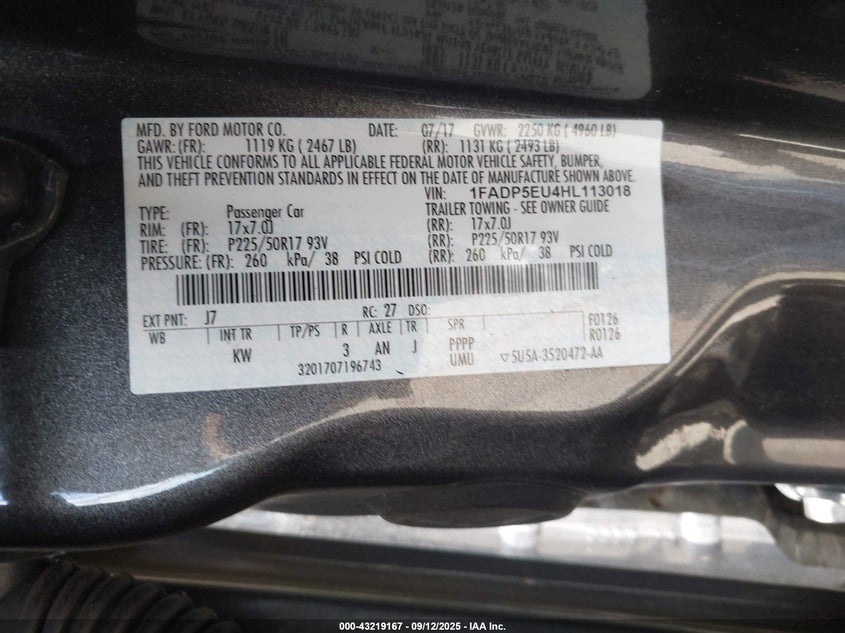 MFD. BY FORD MOTOR CO. DATE: 07/17 GVWR: 2250 KG ( 4960 LB)
GAWR: (FR): 1119 KG ( 2467 LB) (RR): 1131 KG ( 2493 LB)
THIS VEHICLE CONFORMS TO ALL APPLICABLE FEDERAL MOTOR VEHICLE SAFETY, BUMPER,
AND THEFT PREVENTION STANDARDS IN EFFECT ON THE DATE OF MANUFACTURE SHOWN ABOVE.
VIN: 1FADP5EU4HL113018
TYPE: Passenger Car TRAILER TOWING - SEE OWNER GUIDE
RIM: (FR): 17x7.0J (RR): 17x7.0J
TIRE: (FR): P225/50R17 93V (RR): P225/50R17 93V
PRESSURE: (FR): 260 kPa/ 38 PSI COLD (RR): 260 kPa/ 38 PSI COLD
EXT PNT: J7 RC: 27 DSO: F0126
WB INT TR TP/PS R AXLE TR SPR R0126
KW 3 AN J PPPP
UMU
3201707196743 ▽5U5A-3520472-AA
000-43219167 - 09/12/2025 - IAA Inc.